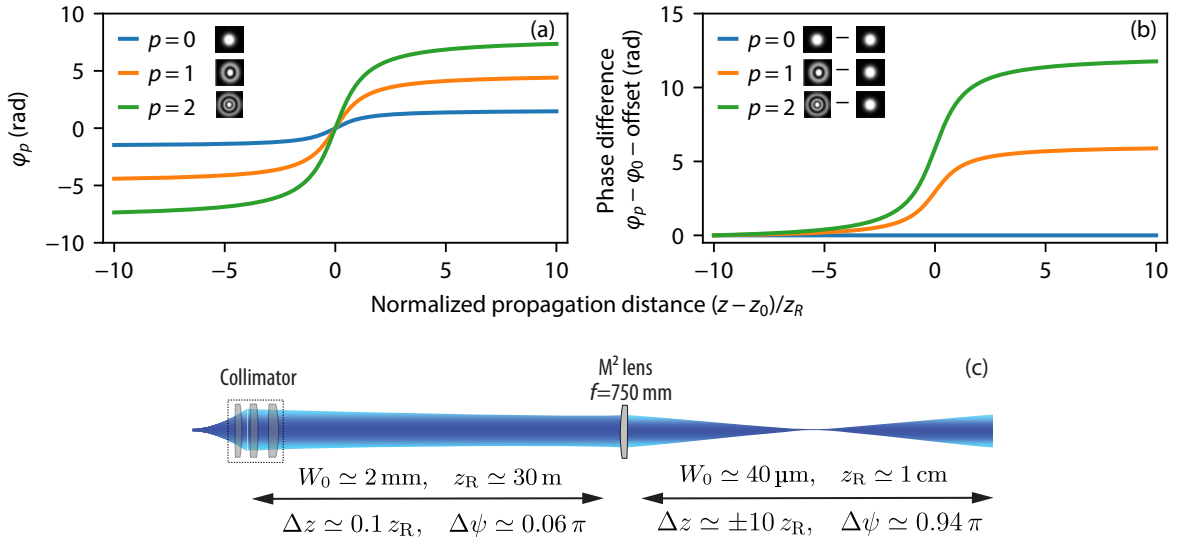 (a)
10
5
0
−5
−10
φp (rad)
p = 0
p = 1
p = 2
−10 −5 0 5 10
(b)
15
10
5
0
Phase difference
φp − φ0 − offset (rad)
p = 0 −
p = 1 −
p = 2 −
−10 −5 0 5 10
Normalized propagation distance (z − z0)/zR
(c)
Collimator
M² lens
f=750 mm
W0 ≃ 2 mm, zR ≃ 30 m
Δz ≃ 0.1 zR, Δψ ≃ 0.06 π
W0 ≃ 40 µm, zR ≃ 1 cm
Δz ≃ ±10 zR, Δψ ≃ 0.94 π